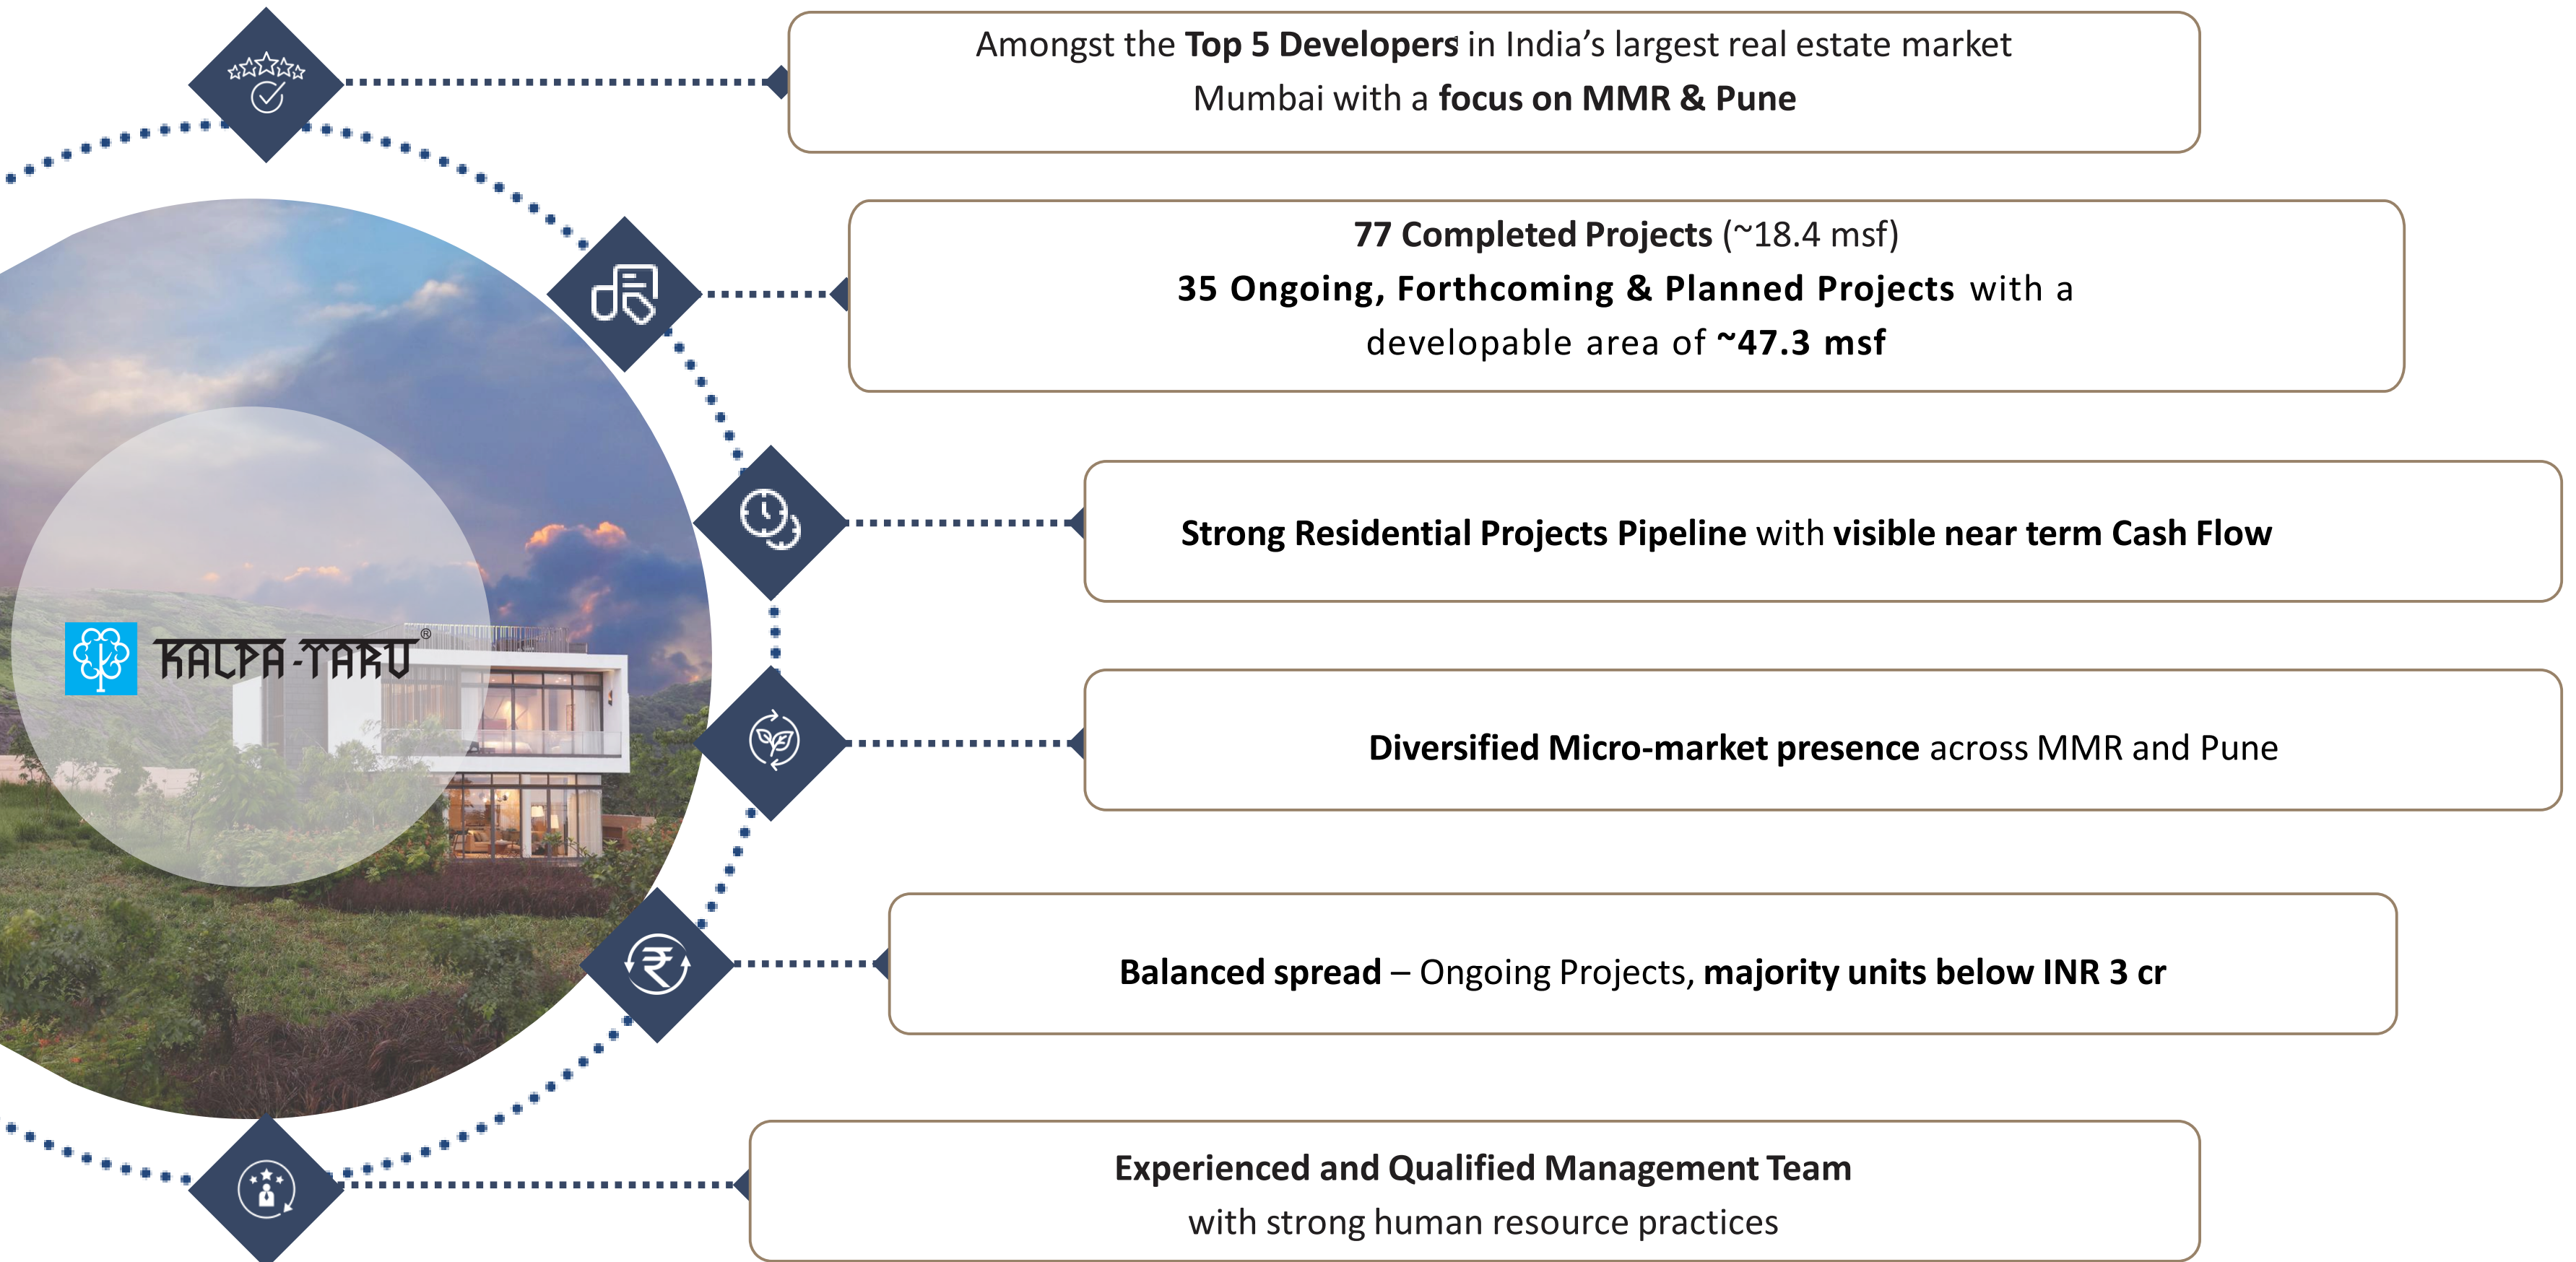 Amongst the Top 5 Developers in India’s largest real estate market
Mumbai with a focus on MMR & Pune
77 Completed Projects (~18.4 msf)
35 Ongoing, Forthcoming & Planned Projects with a
developable area of ~47.3 msf
Strong Residential Projects Pipeline with visible near term Cash Flow
KALPA-TARU®
Diversified Micro-market presence across MMR and Pune
Balanced spread – Ongoing Projects, majority units below INR 3 cr
Experienced and Qualified Management Team
with strong human resource practices